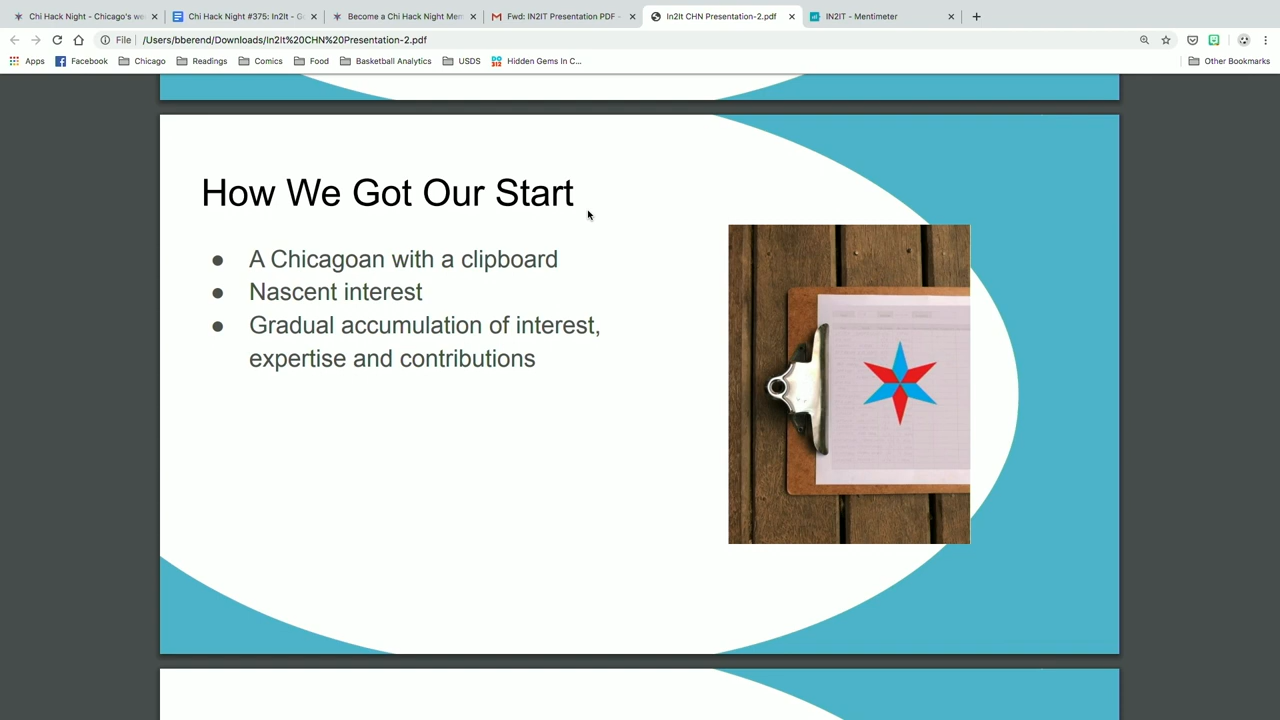 Chi Hack Night - Chicago's we
Chi Hack Night #375: In2It - G
Become a Chi Hack Night Mem
Fwd: IN2IT Presentation PDF -
In2It CHN Presentation-2.pdf
IN2IT - Mentimeter
File /Users/bberend/Downloads/In2It%20CHN%20Presentation-2.pdf
Apps Facebook Chicago Readings Comics Food Basketball Analytics USDS Hidden Gems In C... Other Bookmarks
How We Got Our Start
● A Chicagoan with a clipboard
● Nascent interest
● Gradual accumulation of interest,
expertise and contributions